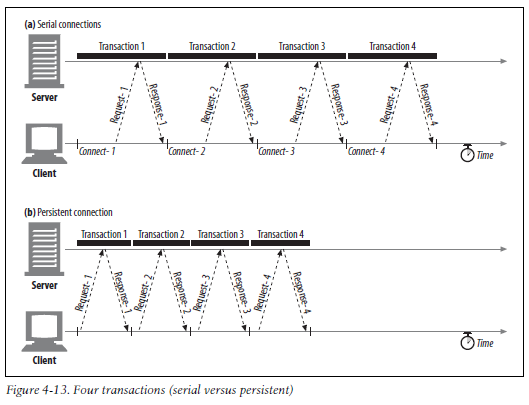 (a) Serial connections
Transaction 1 Transaction 2 Transaction 3 Transaction 4
Server
Request-1 Response-1 Request-2 Response-2 Request-3 Response-3 Request-4 Response-4
Connect-1 Connect-2 Connect-3 Connect-4 Time
Client
(b) Persistent connection
Transaction 1 Transaction 2 Transaction 3 Transaction 4
Server
Request-1 Response-1 Request-2 Response-2 Request-3 Response-3 Request-4 Response-4
Time
Client
Figure 4-13. Four transactions (serial versus persistent)